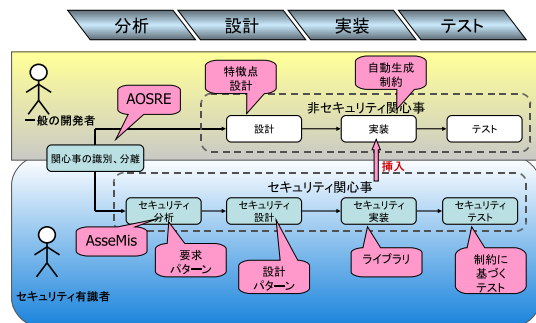 分析
設計
実装
テスト
特徴点
設計
自動生成
制約
AOSRE
一般の開発者
非セキュリティ関心事
設計
実装
テスト
関心事の識別、分離
挿入
セキュリティ関心事
セキュリティ
分析
セキュリティ
設計
セキュリティ
実装
セキュリティ
テスト
AsseMis
要求
パターン
設計
パターン
ライブラリ
制約に
基づく
テスト
セキュリティ有識者